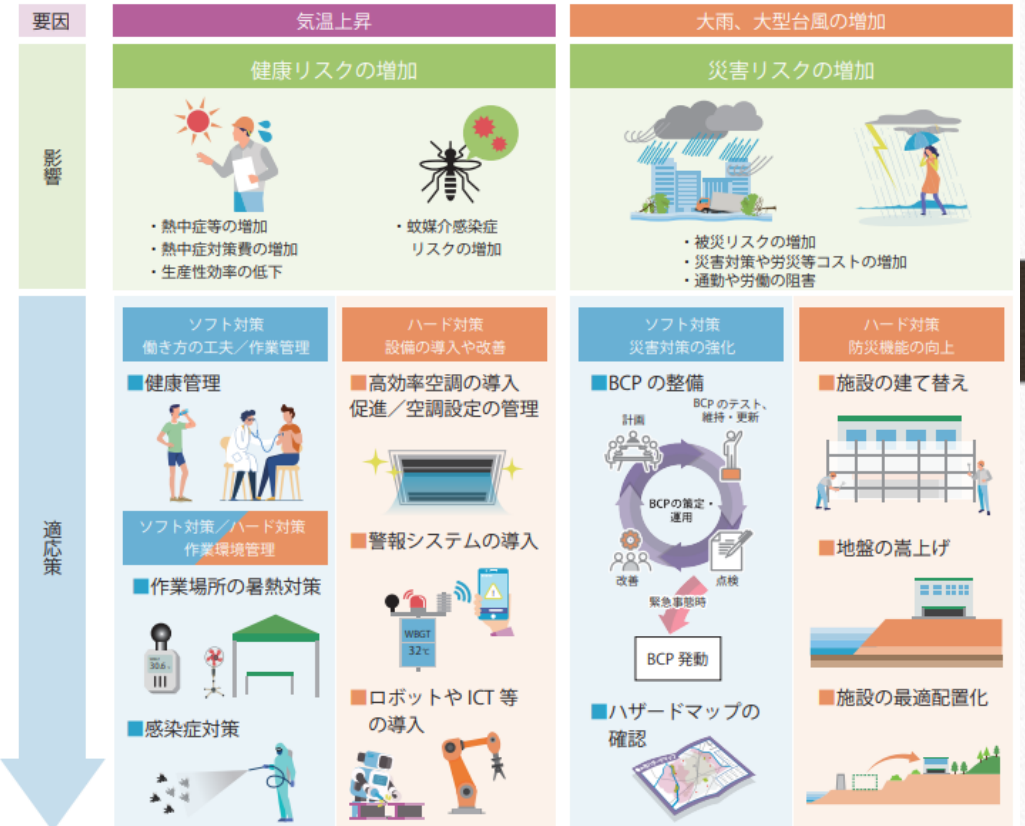 要因
気温上昇
大雨、大型台風の増加
影響
健康リスクの増加
災害リスクの増加
・熱中症等の増加
・熱中症対策費の増加
・生産性効率の低下
・蚊媒介感染症
リスクの増加
・被災リスクの増加
・災害対策や労災等コストの増加
・通勤や労働の阻害
適応策
ソフト対策
働き方の工夫／作業管理
■健康管理
ソフト対策／ハード対策
作業環境管理
■作業場所の暑熱対策
WBGT
30.6
■感染症対策
ハード対策
設備の導入や改善
■高効率空調の導入
促進／空調設定の管理
■警報システムの導入
WBGT
32℃
■ロボットや ICT 等
の導入
ソフト対策
災害対策の強化
■BCP の整備
計画
BCP のテスト、
維持・更新
BCPの策定・
運用
改善
点検
緊急事態時
BCP 発動
■ハザードマップの
確認
ハード対策
防災機能の向上
■施設の建て替え
■地盤の嵩上げ
■施設の最適配置化